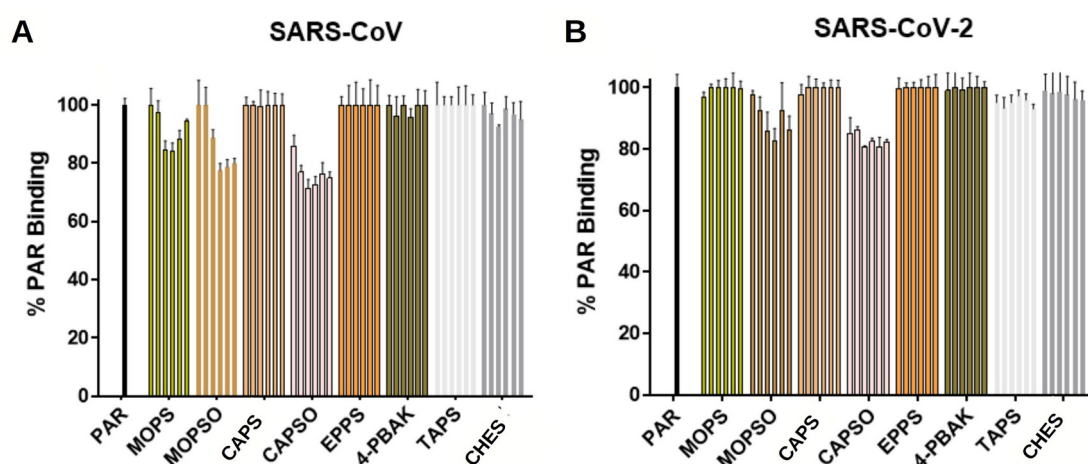 A
SARS-CoV
% PAR Binding
100
80
60
40
20
0
PAR
MOPS
MOPSO
CAPS
CAPSO
EPPS
4-PBAK
TAPS
CHES
B
SARS-CoV-2
% PAR Binding
100
80
60
40
20
0
PAR
MOPS
MOPSO
CAPS
CAPSO
EPPS
4-PBAK
TAPS
CHES